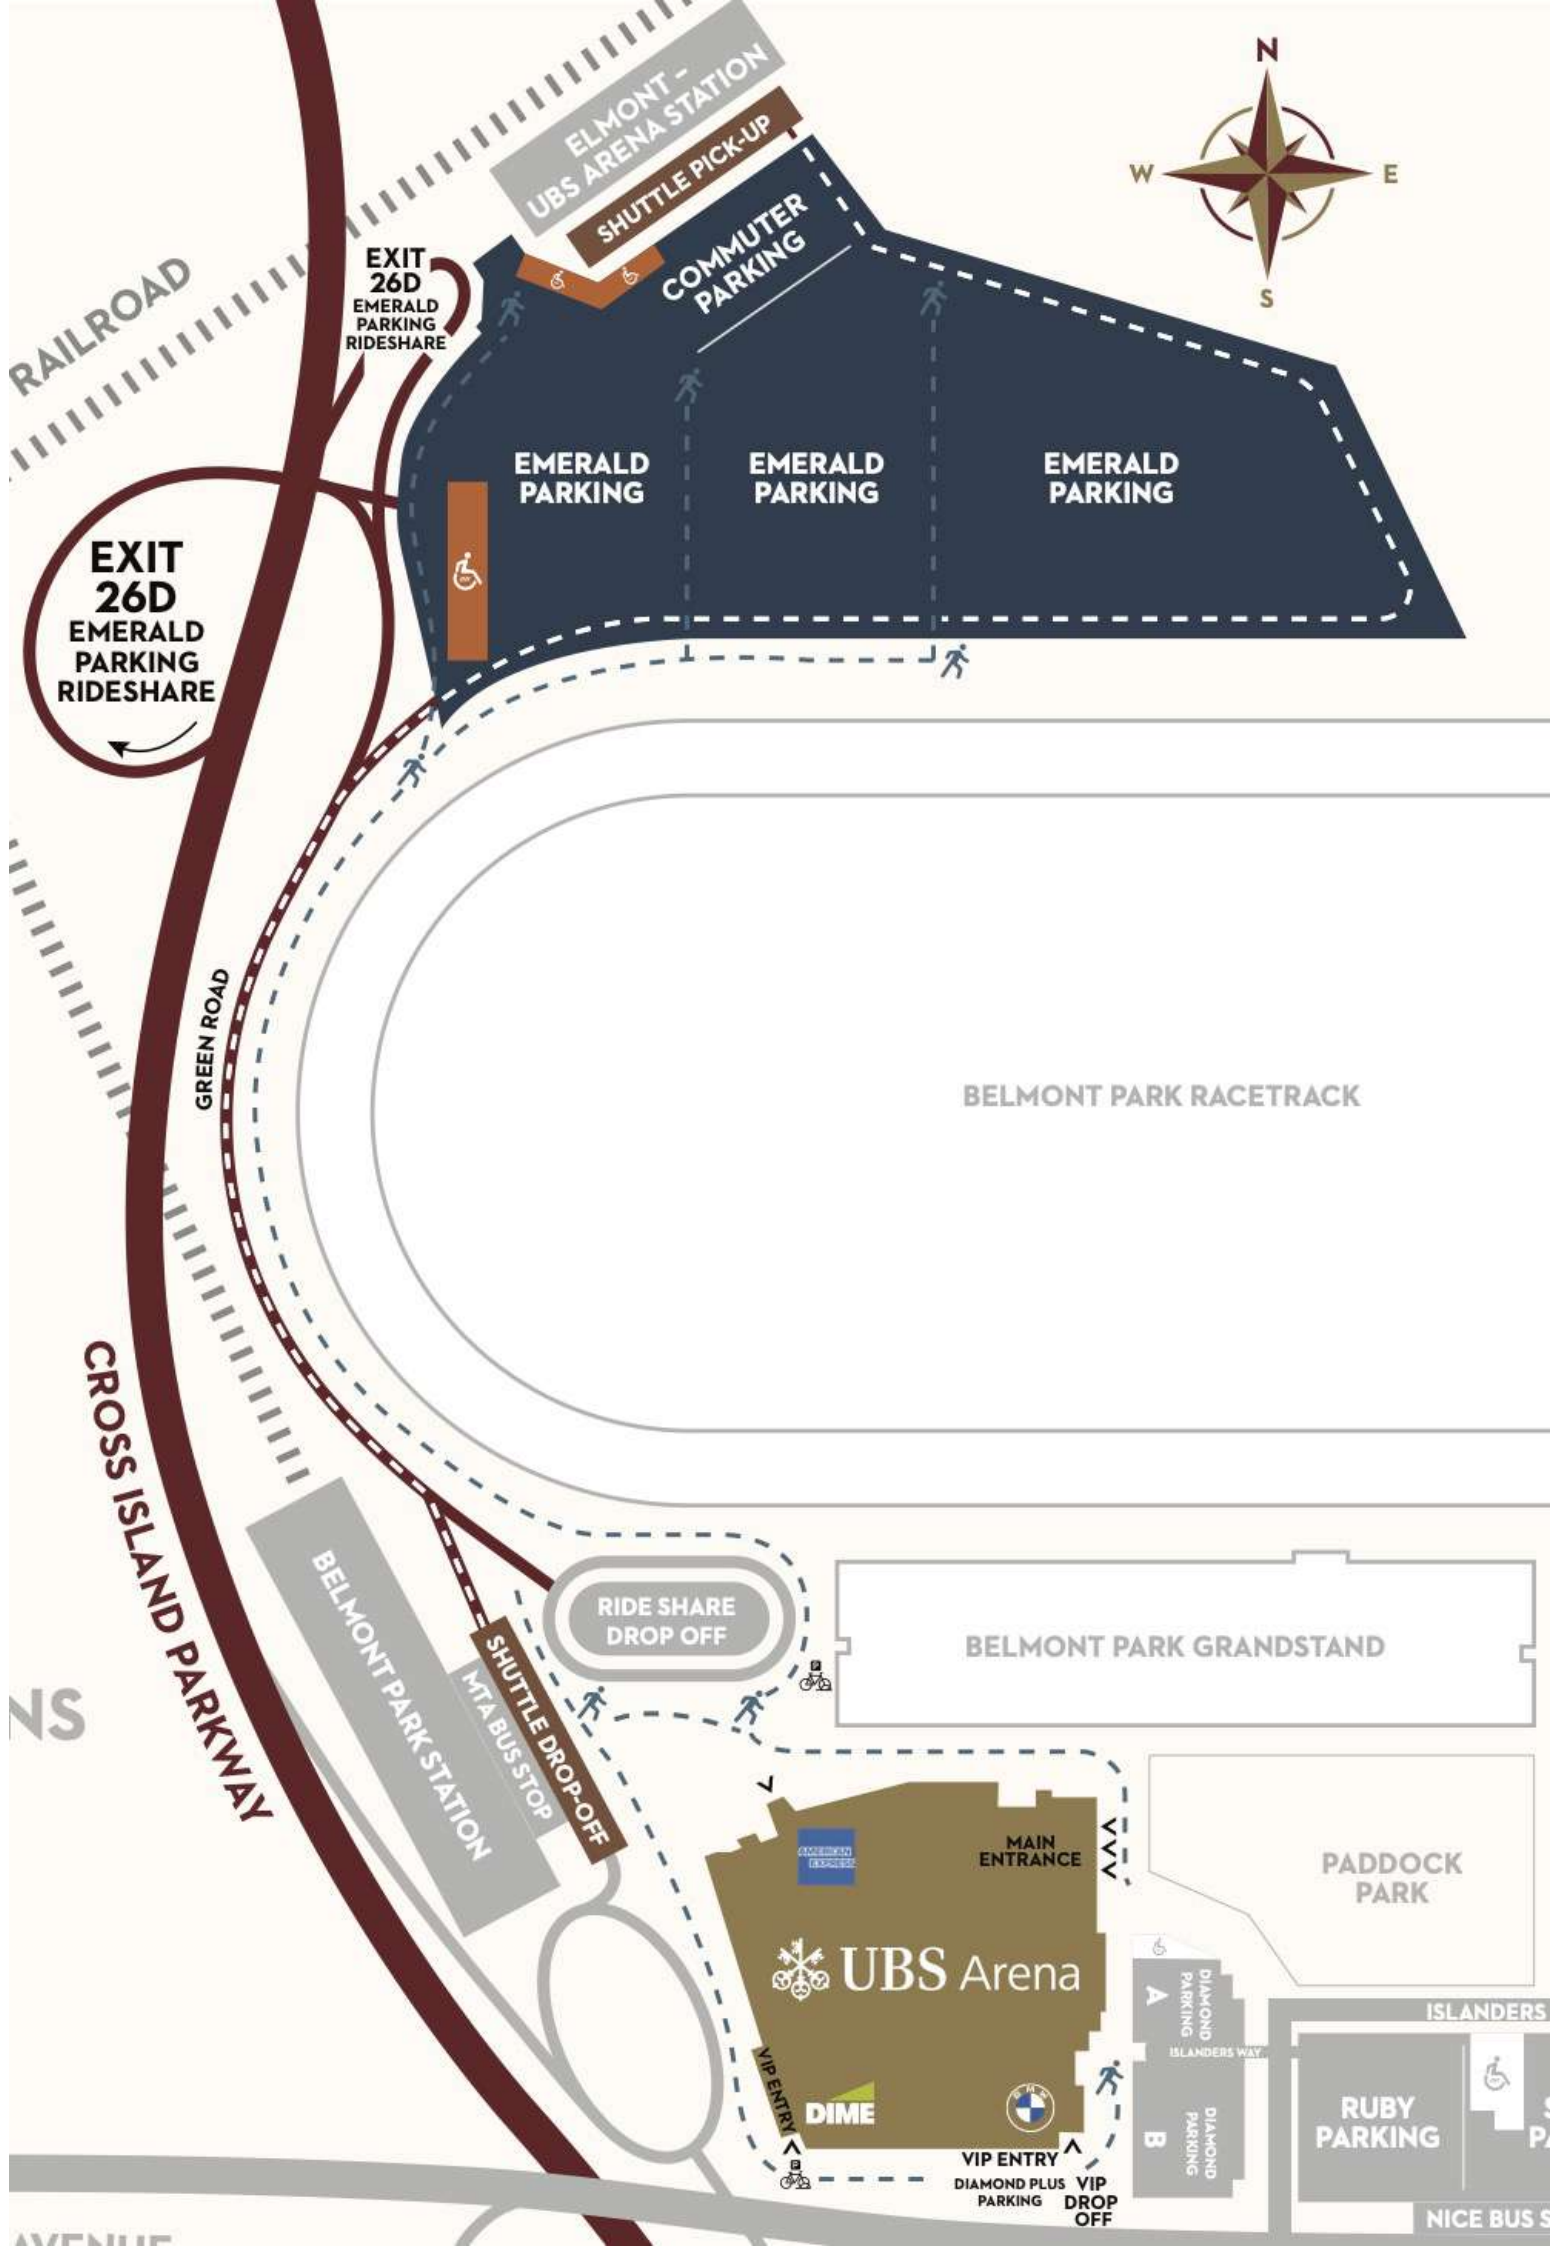 N
W
E
S
ELMONT -
UBS ARENA STATION
SHUTTLE PICK-UP
COMMUTER
PARKING
RAILROAD
EXIT
26D
EMERALD
PARKING
RIDESHARE
EMERALD
PARKING
EMERALD
PARKING
EMERALD
PARKING
EXIT
26D
EMERALD
PARKING
RIDESHARE
GREEN ROAD
BELMONT PARK RACETRACK
CROSS ISLAND PARKWAY
BELMONT PARK STATION
MTA BUS STOP
SHUTTLE DROP-OFF
RIDE SHARE
DROP OFF
P
BELMONT PARK GRANDSTAND
NS
AMERICAN
EXPRESS
MAIN
ENTRANCE
PADDOCK
PARK
UBS Arena
A
DIAMOND
PARKING
ISLANDERS
ISLANDERS WAY
B
DIAMOND
PARKING
RUBY
PARKING
S
PA
VIP ENTRY
DIME
BMW
P
VIP ENTRY
DIAMOND PLUS
PARKING
VIP
DROP
OFF
NICE BUS S
AVENUE